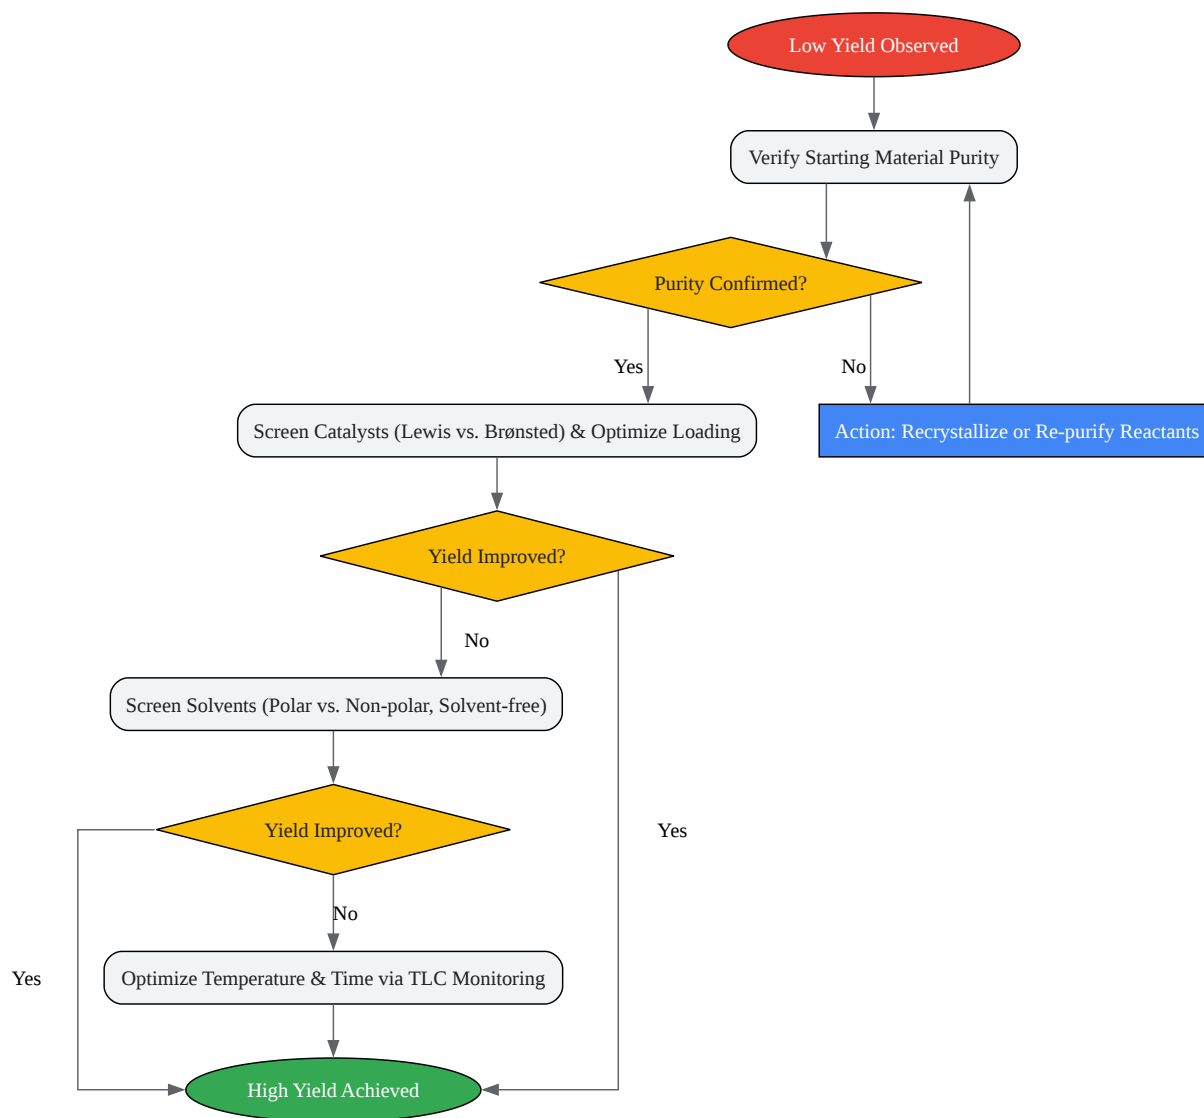 Low Yield Observed
Verify Starting Material Purity
Purity Confirmed?
Yes
No
Screen Catalysts (Lewis vs. Brønsted) & Optimize Loading
Action: Recrystallize or Re-purify Reactants
Yield Improved?
No
Screen Solvents (Polar vs. Non-polar, Solvent-free)
Yield Improved?
Yes
No
Yes
Optimize Temperature & Time via TLC Monitoring
High Yield Achieved